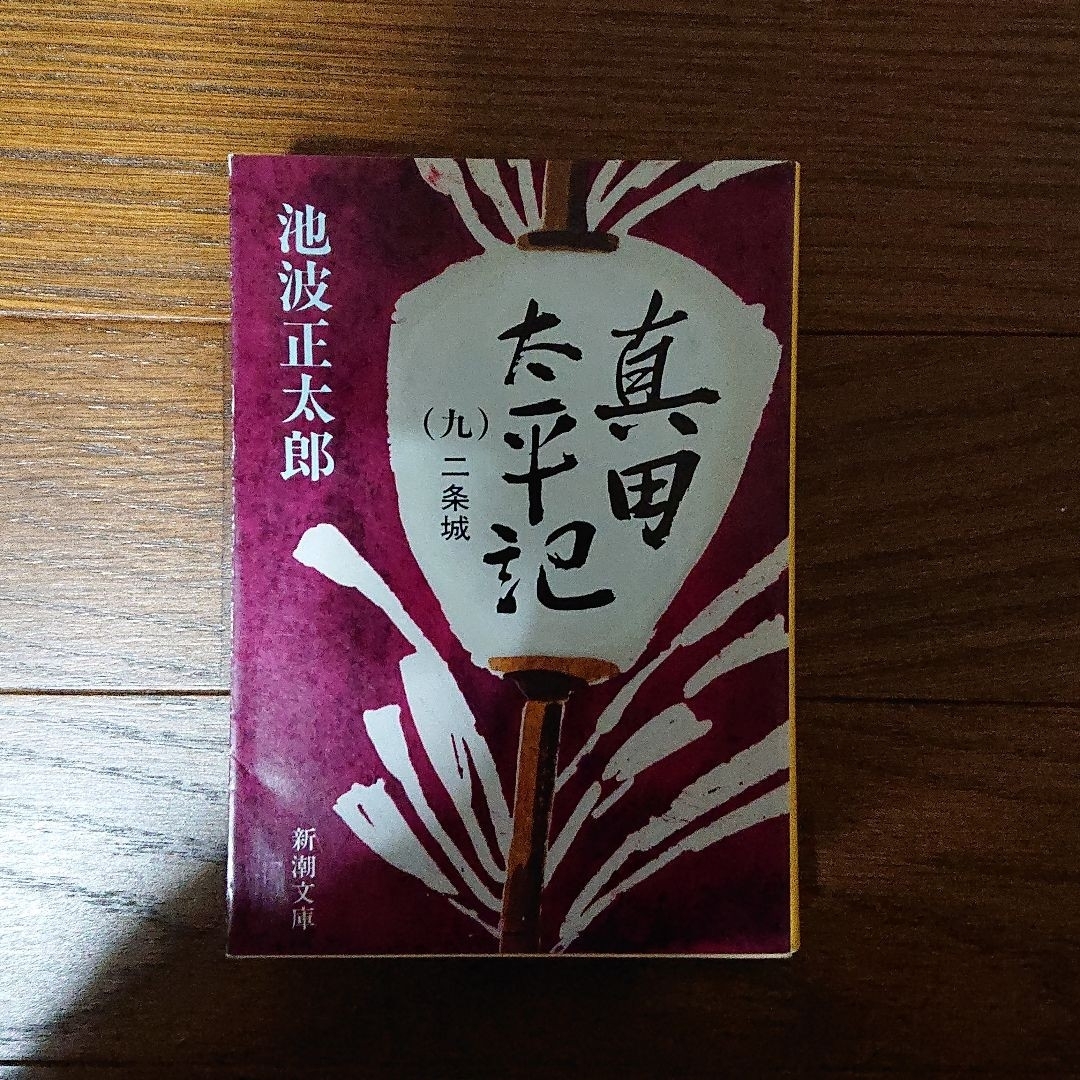 真田
太平記
（九）二条城
池波正太郎
新潮文庫